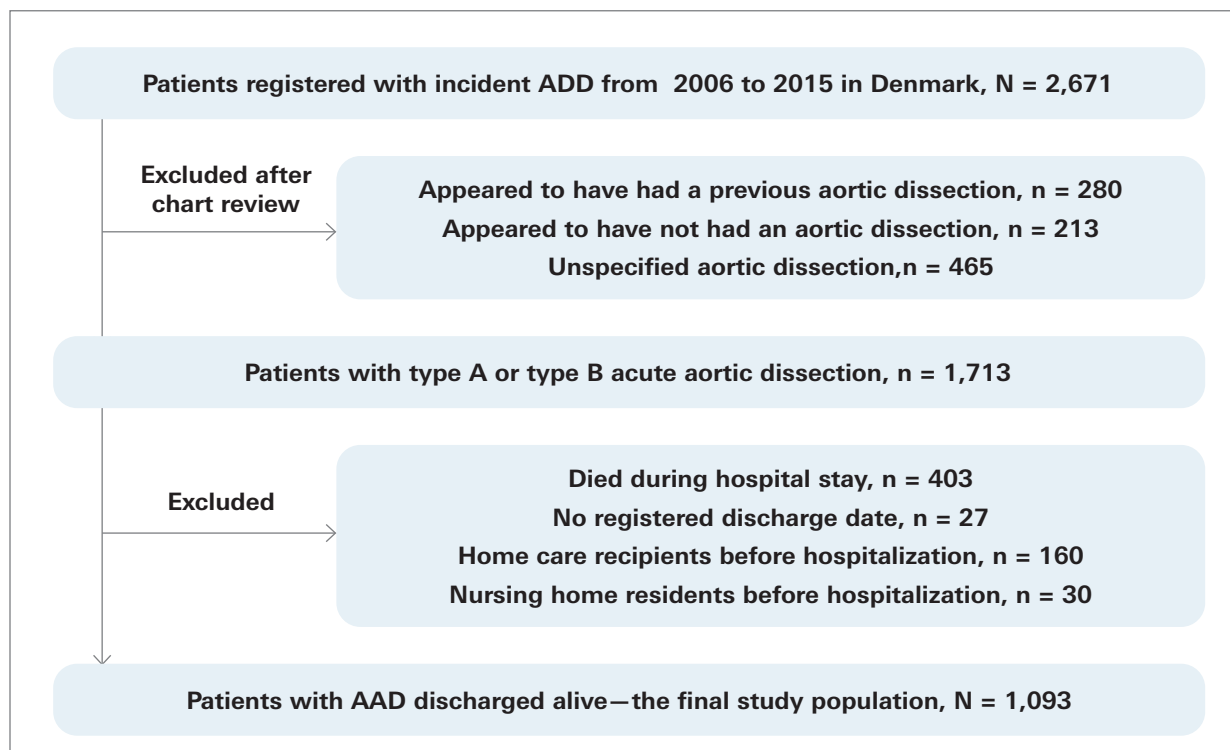 Patients registered with incident ADD from 2006 to 2015 in Denmark, N = 2,671
Excluded after
chart review
Appeared to have had a previous aortic dissection, n = 280
Appeared to have not had an aortic dissection, n = 213
Unspecified aortic dissection,n = 465
Patients with type A or type B acute aortic dissection, n = 1,713
Excluded
Died during hospital stay, n = 403
No registered discharge date, n = 27
Home care recipients before hospitalization, n = 160
Nursing home residents before hospitalization, n = 30
Patients with AAD discharged alive—the final study population, N = 1,093